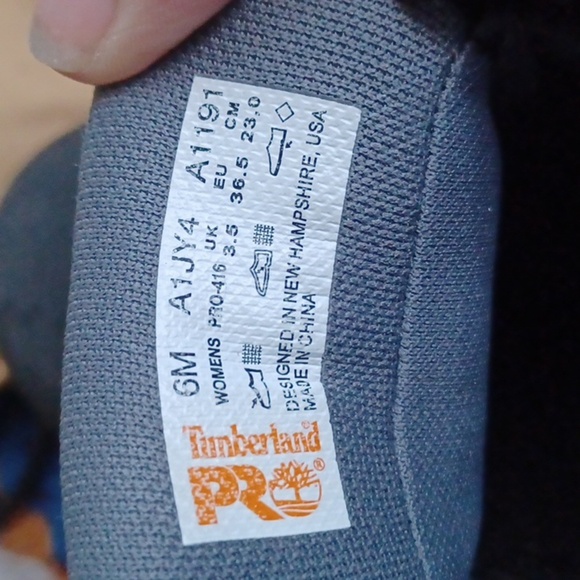 6M A1JY4 A1191
WOMENS PRO-416 UK EU CM
3.5 36.5 23.0
DESIGNED IN NEW HAMPSHIRE, USA
MADE IN CHINA
Timberland
PRO®